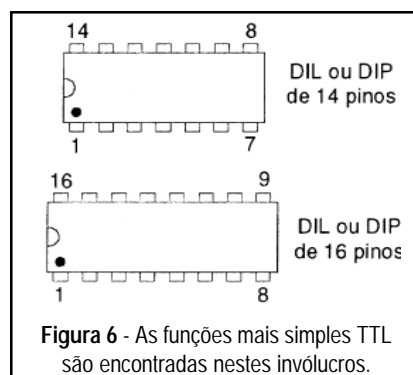 14 8
DIL ou DIP
de 14 pinos
1 7
16 9
DIL ou DIP
de 16 pinos
1 8
Figura 6 - As funções mais simples TTL
são encontradas nestes invólucros.